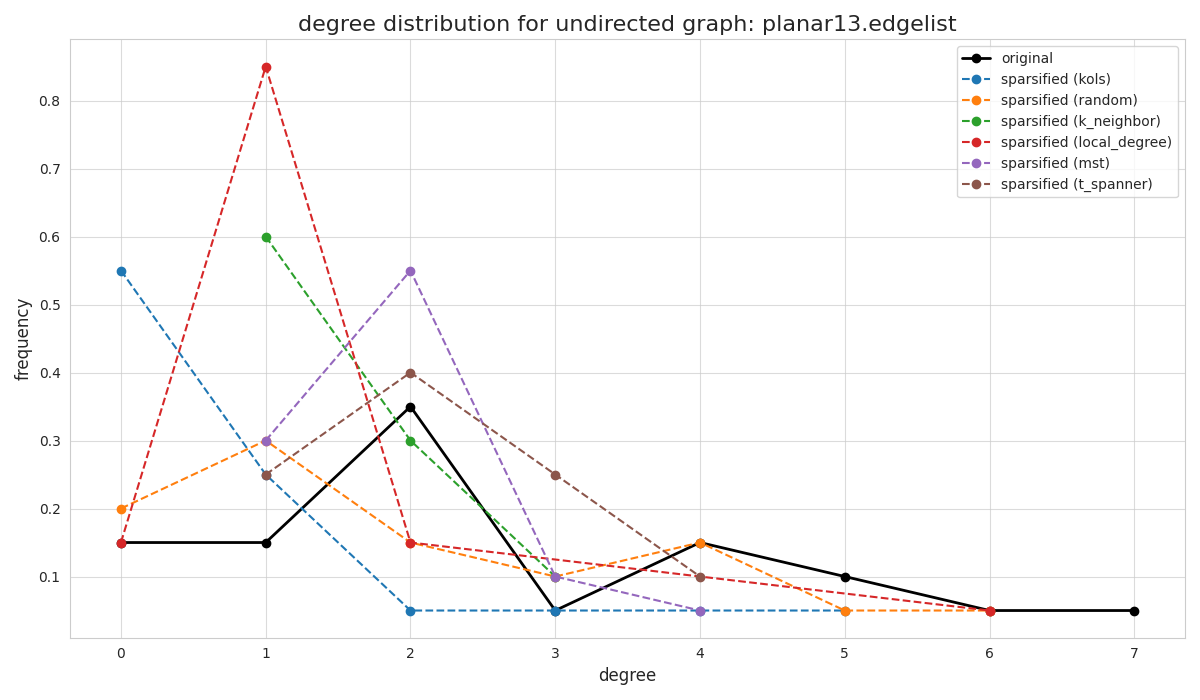 degree distribution for undirected graph: planar13.edgelist
original
sparsified (kols)
sparsified (random)
sparsified (k_neighbor)
sparsified (local_degree)
sparsified (mst)
sparsified (t_spanner)
frequency
0.8
0.7
0.6
0.5
0.4
0.3
0.2
0.1
0 1 2 3 4 5 6 7
degree